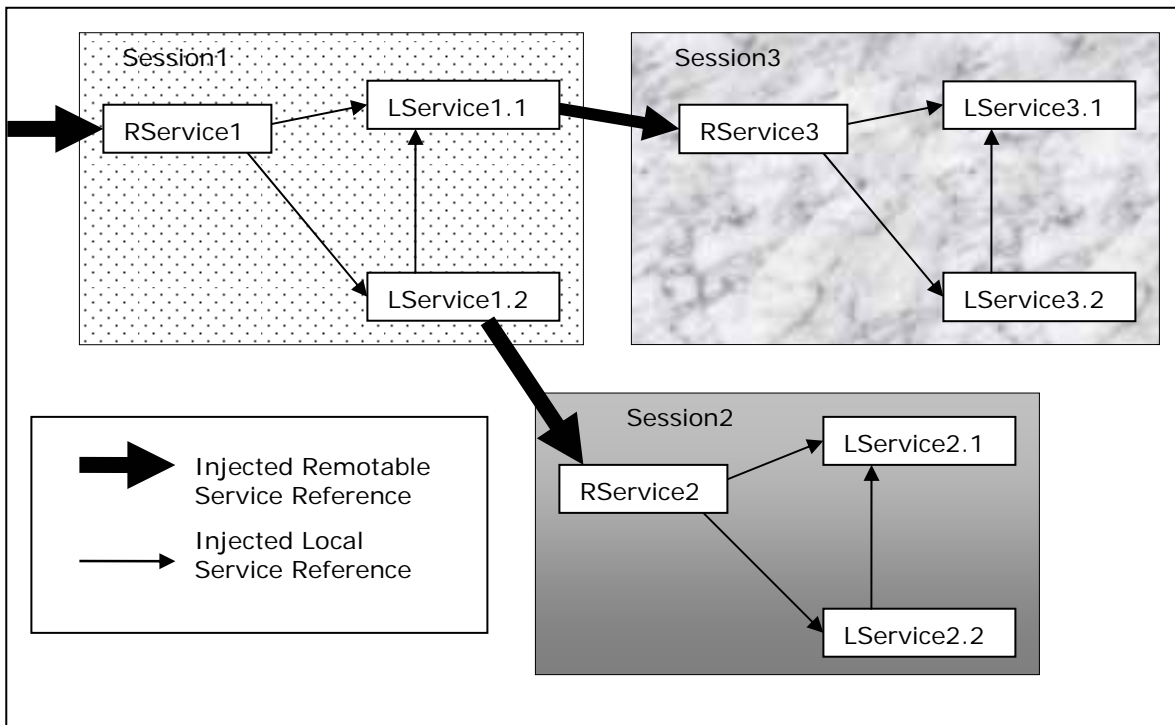 Session1
RService1
LService1.1
LService1.2
Session3
RService3
LService3.1
LService3.2
Session2
RService2
LService2.1
LService2.2
Injected Remotable
Service Reference
Injected Local
Service Reference